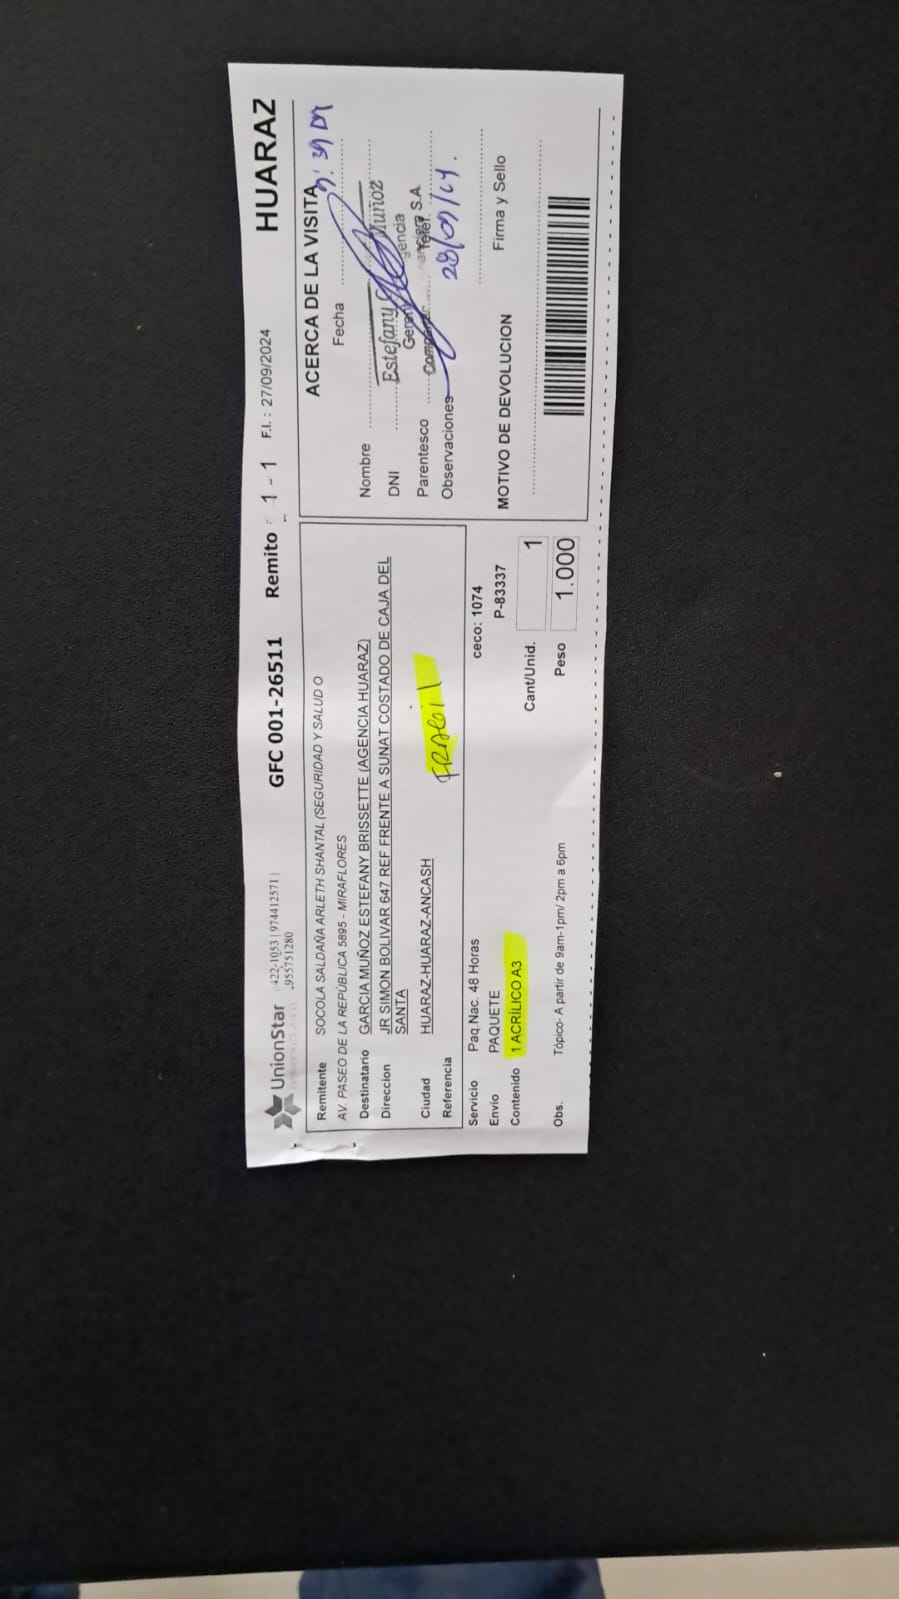 UnionStar
422-1053 | 974412571 |
955751280
GFC 001-26511 Remito 1 - 1 F.I. : 27/09/2024 HUARAZ
Remitente SOCOLA SALDAÑA ARLETH SHANTAL (SEGURIDAD Y SALUD O
AV. PASEO DE LA REPÚBLICA 5895 - MIRAFLORES
Destinatario GARCIA MUÑOZ ESTEFANY BRISSETTE (AGENCIA HUARAZ)
Direccion JR SIMON BOLIVAR 647 REF FRENTE A SUNAT COSTADO DE CAJA DEL
SANTA
Ciudad HUARAZ-HUARAZ-ANCASH
Referencia
FRAGil
Servicio Paq.Nac. 48 Horas ceco: 1074
Envio PAQUETE P-83337
Contenido 1 ACRÍLICO A3
Cant/Unid. 1
Peso 1.000
Obs. Tópico- A partir de 9am-1pm/ 2pm a 6pm
ACERCA DE LA VISITA
Fecha
Nombre
Estefany Muñoz
DNI
Parentesco
S.A.
Telef.
Observaciones
28/09/24.
MOTIVO DE DEVOLUCION Firma y Sello